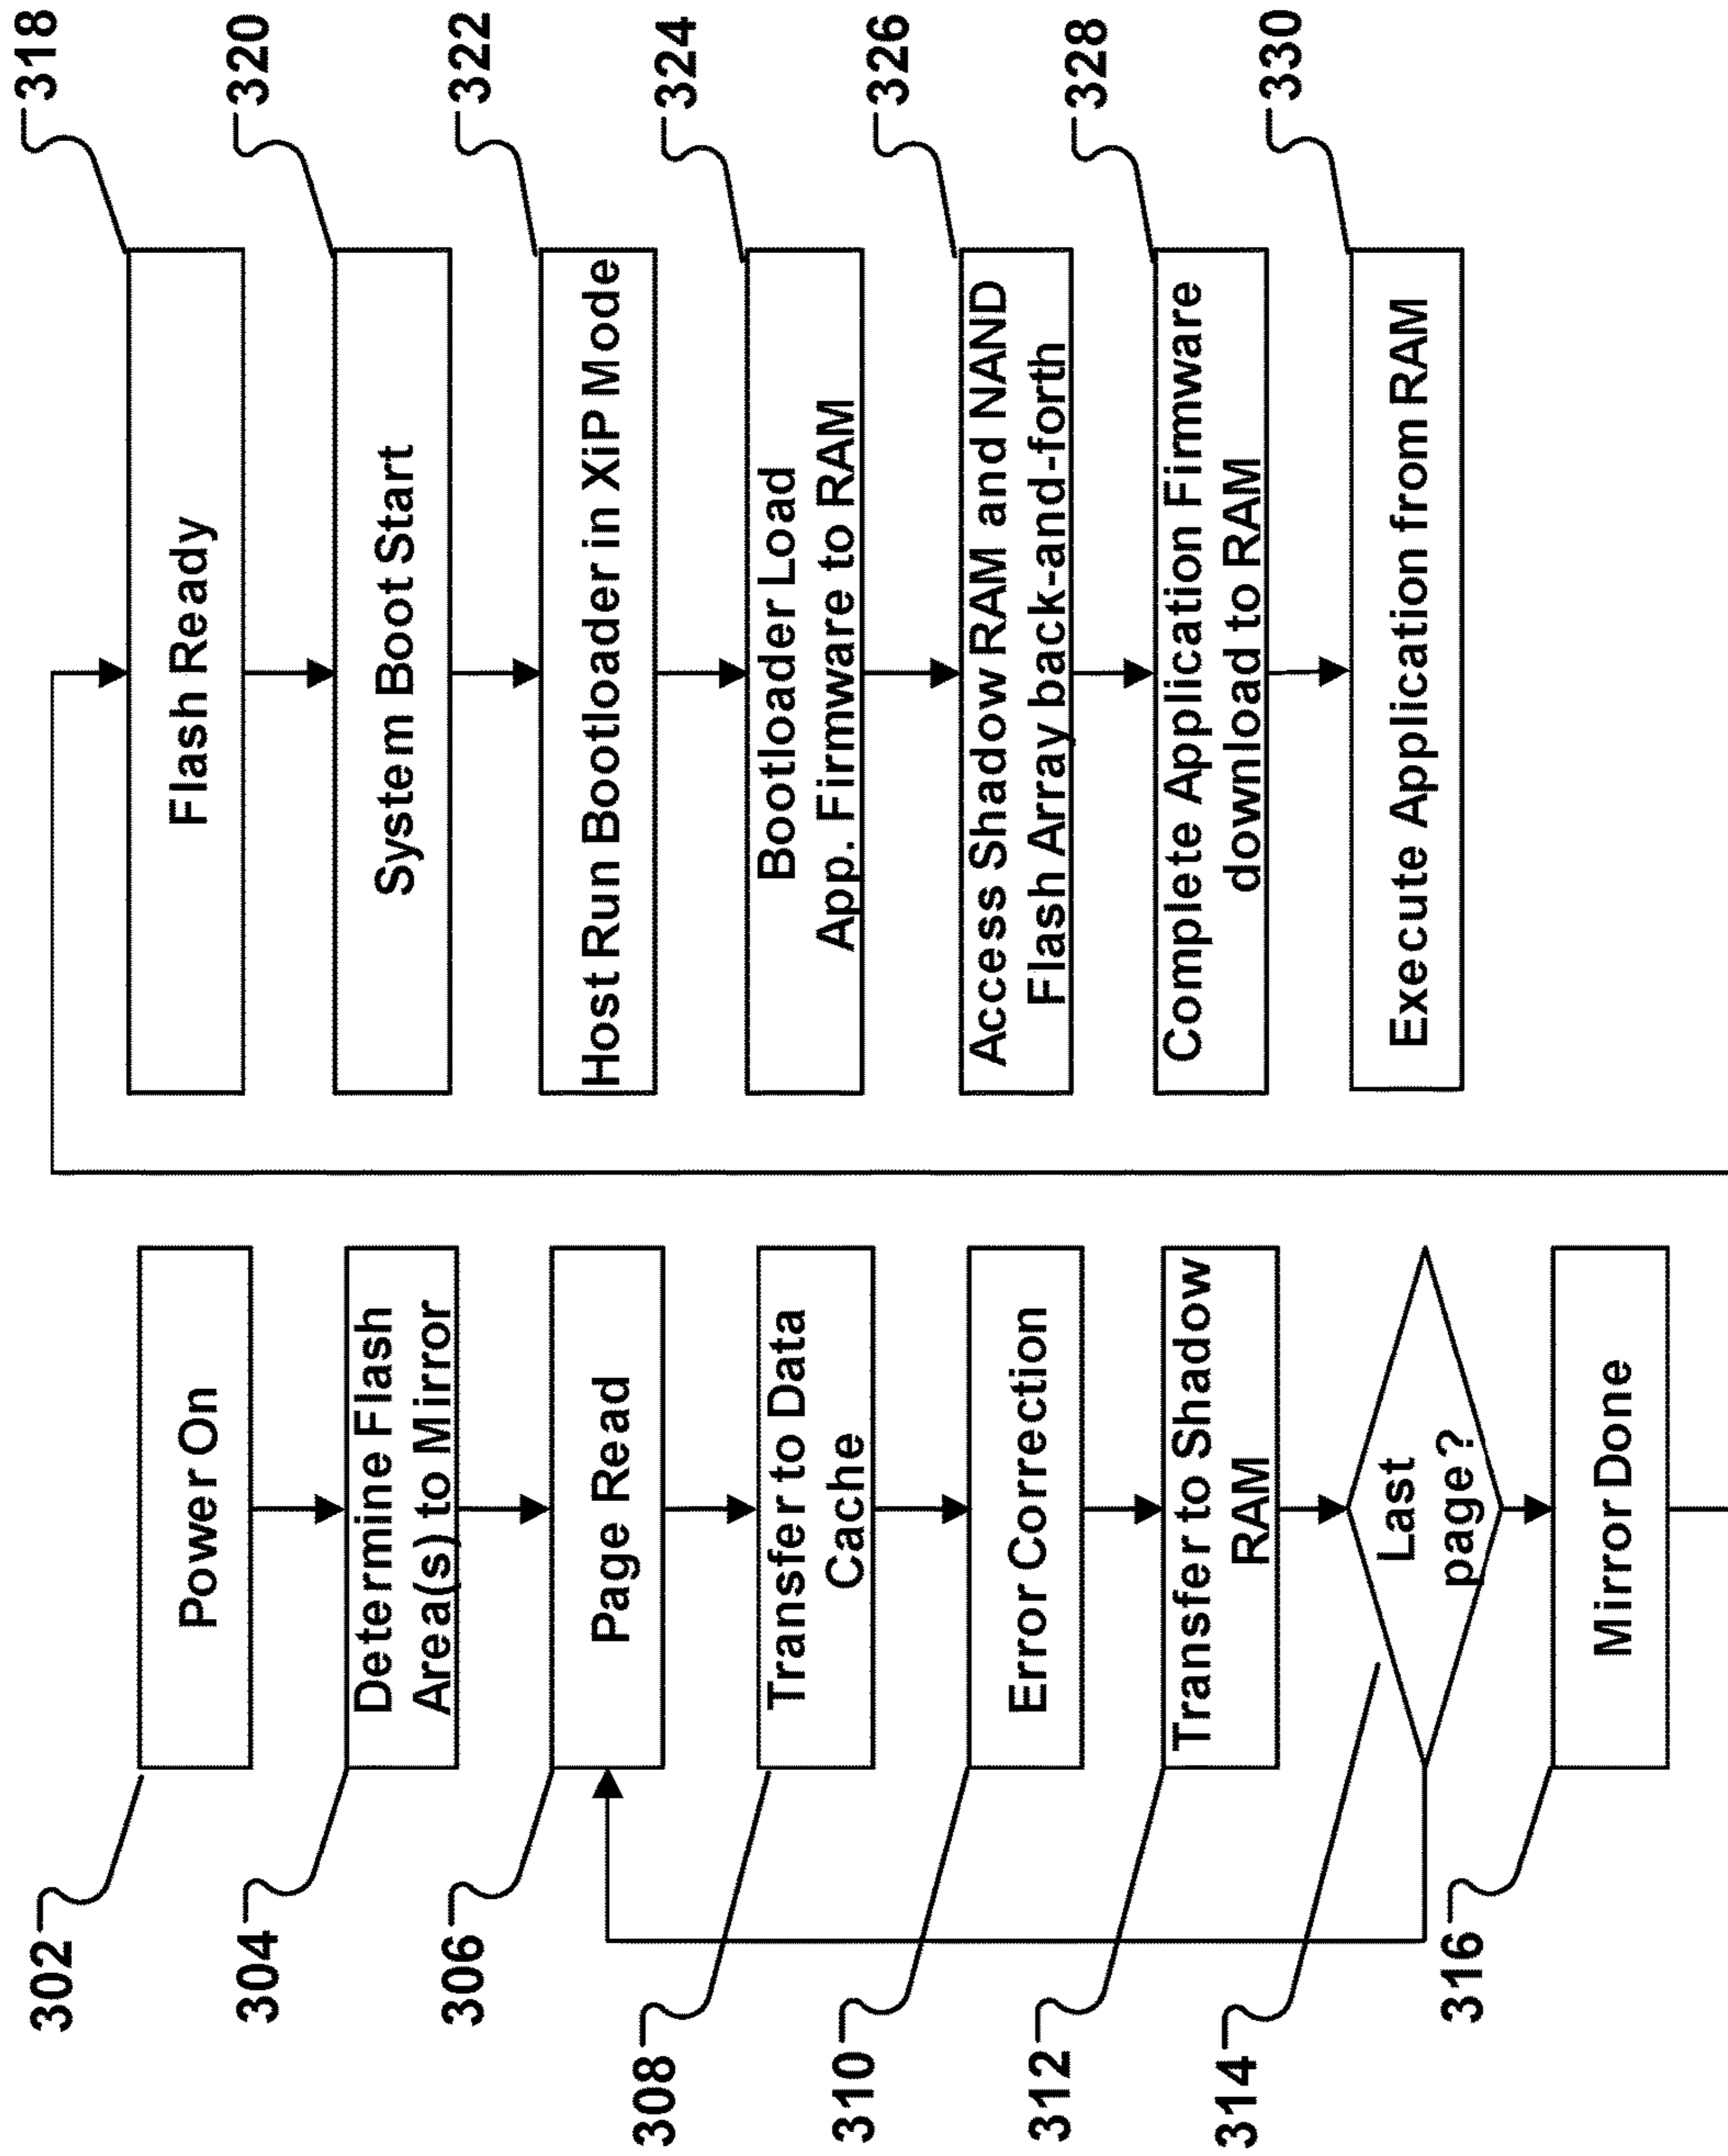 302
Power On
304
Determine Flash
Area(s) to Mirror
306
Page Read
308
Transfer to Data
Cache
310
Error Correction
312
Transfer to Shadow
RAM
314
Last
page?
316
Mirror Done
318
Flash Ready
320
System Boot Start
322
Host Run Bootloader in XiP Mode
324
Bootloader Load
App. Firmware to RAM
326
Access Shadow RAM and NAND
Flash Array back-and-forth
328
Complete Application Firmware
download to RAM
330
Execute Application from RAM